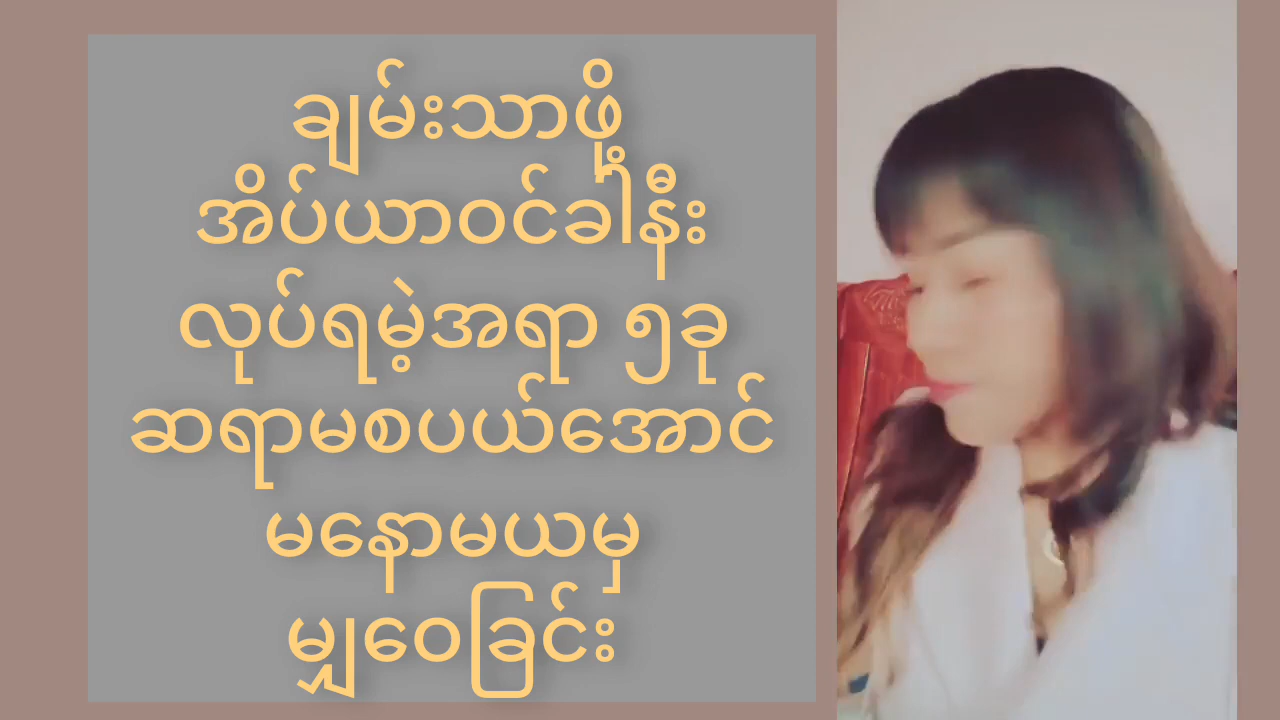 ချမ်းသာဖို့
အိပ်ယာဝင်ခါနီး
လုပ်ရမဲ့အရာ ၅ခု
ဆရာမစပယ်အောင်
မနောမယမှ
မျှဝေခြင်း